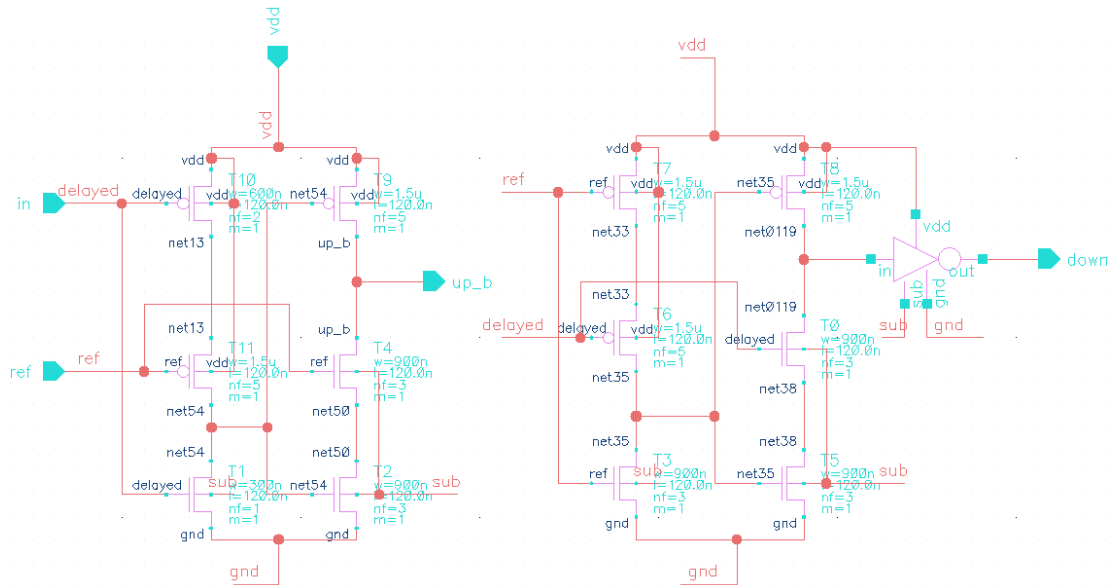 vdd
vdd
vdd
vdd
delayed
in
delayed
T10
w=600n
l=120.0n
nf=2
m=1
vdd
net13
net54
T9
w=1.5u
l=120.0n
nf=5
m=1
vdd
up_b
up_b
net13
ref
ref
ref
T11
w=1.5u
l=120.0n
nf=5
m=1
vdd
net54
up_b
ref
T4
w=900n
l=120.0n
nf=3
m=1
net50
net54
delayed
T1
w=300n
l=120.0n
nf=1
m=1
sub
gnd
net50
net54
T2
w=900n
l=120.0n
nf=3
m=1
sub
gnd
gnd
vdd
vdd
vdd
ref
ref
T7
w=1.5u
l=120.0n
nf=5
m=1
vdd
net33
net35
T8
w=1.5u
l=120.0n
nf=5
m=1
vdd
net0119
vdd
in
out
down
sub
gnd
sub
gnd
net33
delayed
delayed
T6
w=1.5u
l=120.0n
nf=5
m=1
vdd
net35
net0119
delayed
T0
w=900n
l=120.0n
nf=3
m=1
net38
net35
ref
T3
w=900n
l=120.0n
nf=3
m=1
sub
gnd
net38
net35
T5
w=900n
l=120.0n
nf=3
m=1
sub
gnd
gnd